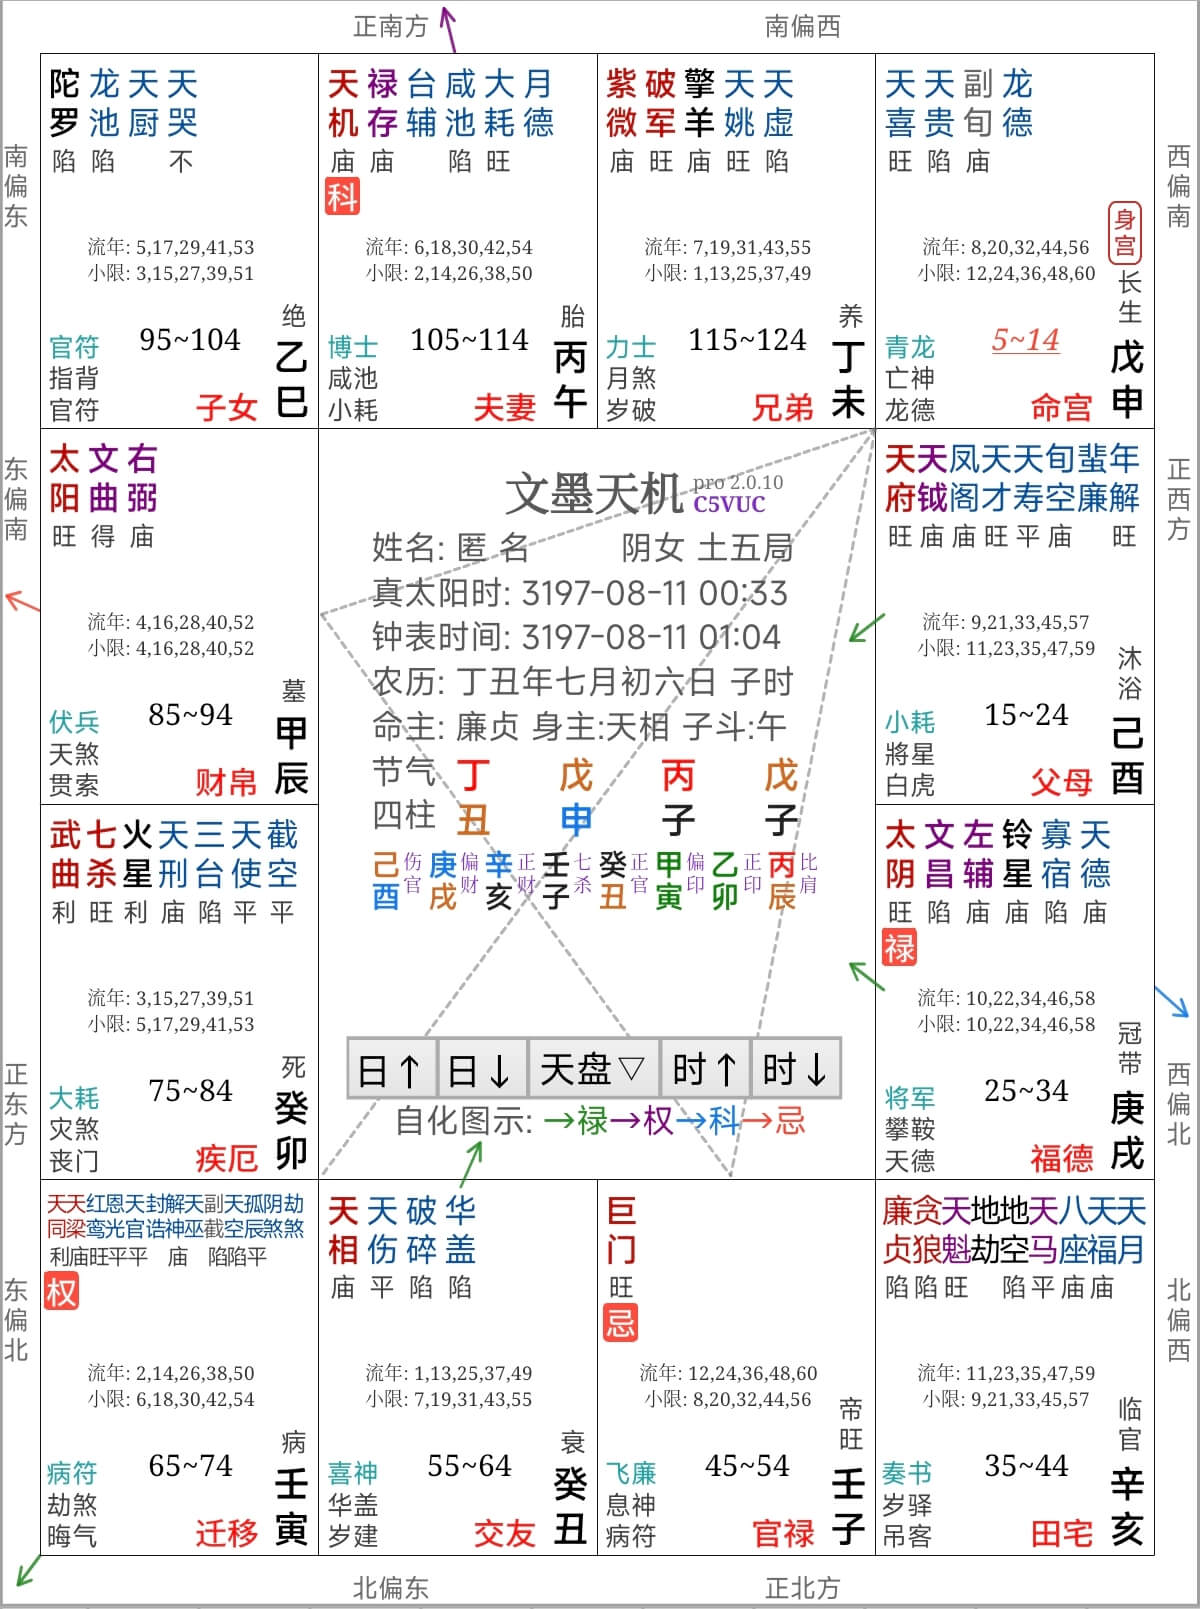 正南方 南偏西
南偏东
西偏南
陀罗 龙池 天厨 天哭
陷 陷 不
流年: 5,17,29,41,53
小限: 3,15,27,39,51
官符
指背
官符
95~104
子女
绝
乙巳
天机 禄存 台辅 咸池 大耗 月德
庙 庙 陷 旺
科
流年: 6,18,30,42,54
小限: 2,14,26,38,50
博士
咸池
小耗
105~114
夫妻
胎
丙午
紫微 破军 擎羊 天姚 天虚
庙 旺 庙 旺 陷
流年: 7,19,31,43,55
小限: 1,13,25,37,49
力士
月煞
岁破
115~124
兄弟
养
丁未
天喜 天贵 副旬 龙德
旺 陷 庙
身宫
流年: 8,20,32,44,56
小限: 12,24,36,48,60
青龙
亡神
龙德
5~14
命宫
长生
戊申
东偏南
正西方
太阳 文曲 右弼
旺 得 庙
流年: 4,16,28,40,52
小限: 4,16,28,40,52
伏兵
天煞
贯索
85~94
财帛
墓
甲辰
文墨天机 pro 2.0.10
C5VUC
姓名: 匿 名 阴女 土五局
真太阳时: 3197-08-11 00:33
钟表时间: 3197-08-11 01:04
农历: 丁丑年七月初六日 子时
命主: 廉贞 身主:天相 子斗:午
节气 丁 戊 丙 戊
四柱 丑 申 子 子
己酉 伤官 庚戌 偏财 辛亥 正财 壬子 七杀 癸丑 正官 甲寅 偏印 乙卯 正印 丙辰 比肩
日↑ 日↓ 天盘▽ 时↑ 时↓
自化图示: →禄→权→科→忌
天府 天钺 凤阁 天才 天寿 旬空 蜚廉 年解
旺 庙 庙 旺 平 庙 旺
流年: 9,21,33,45,57
小限: 11,23,35,47,59
小耗
將星
白虎
15~24
父母
沐浴
己酉
正东方
西偏北
武曲 七杀 火星 天刑 三台 天使 截空
利 旺 利 庙 陷 平 平
流年: 3,15,27,39,51
小限: 5,17,29,41,53
大耗
灾煞
丧门
75~84
疾厄
死
癸卯
太阴 文昌 左辅 铃星 寡宿 天德
旺 陷 庙 庙 陷 庙
禄
流年: 10,22,34,46,58
小限: 10,22,34,46,58
将军
攀鞍
天德
25~34
福德
冠带
庚戌
东偏北
北偏西
天同 天梁 红鸾 恩光 天官 封诰 解神 天巫 副截 天空 孤辰 阴煞 劫煞
利 庙 旺 平 平 庙 陷 陷 平
权
流年: 2,14,26,38,50
小限: 6,18,30,42,54
病符
劫煞
晦气
65~74
迁移
病
壬寅
天相 天伤 破碎 华盖
庙 平 陷 陷
流年: 1,13,25,37,49
小限: 7,19,31,43,55
喜神
华盖
岁建
55~64
交友
衰
癸丑
巨门
旺
忌
流年: 12,24,36,48,60
小限: 8,20,32,44,56
飞廉
息神
病符
45~54
官禄
帝旺
壬子
廉贞 贪狼 天魁 地劫 地空 天马 八座 天福 天月
陷 陷 旺 陷 平 庙 庙
流年: 11,23,35,47,59
小限: 9,21,33,45,57
奏书
岁驿
吊客
35~44
田宅
临官
辛亥
北偏东 正北方